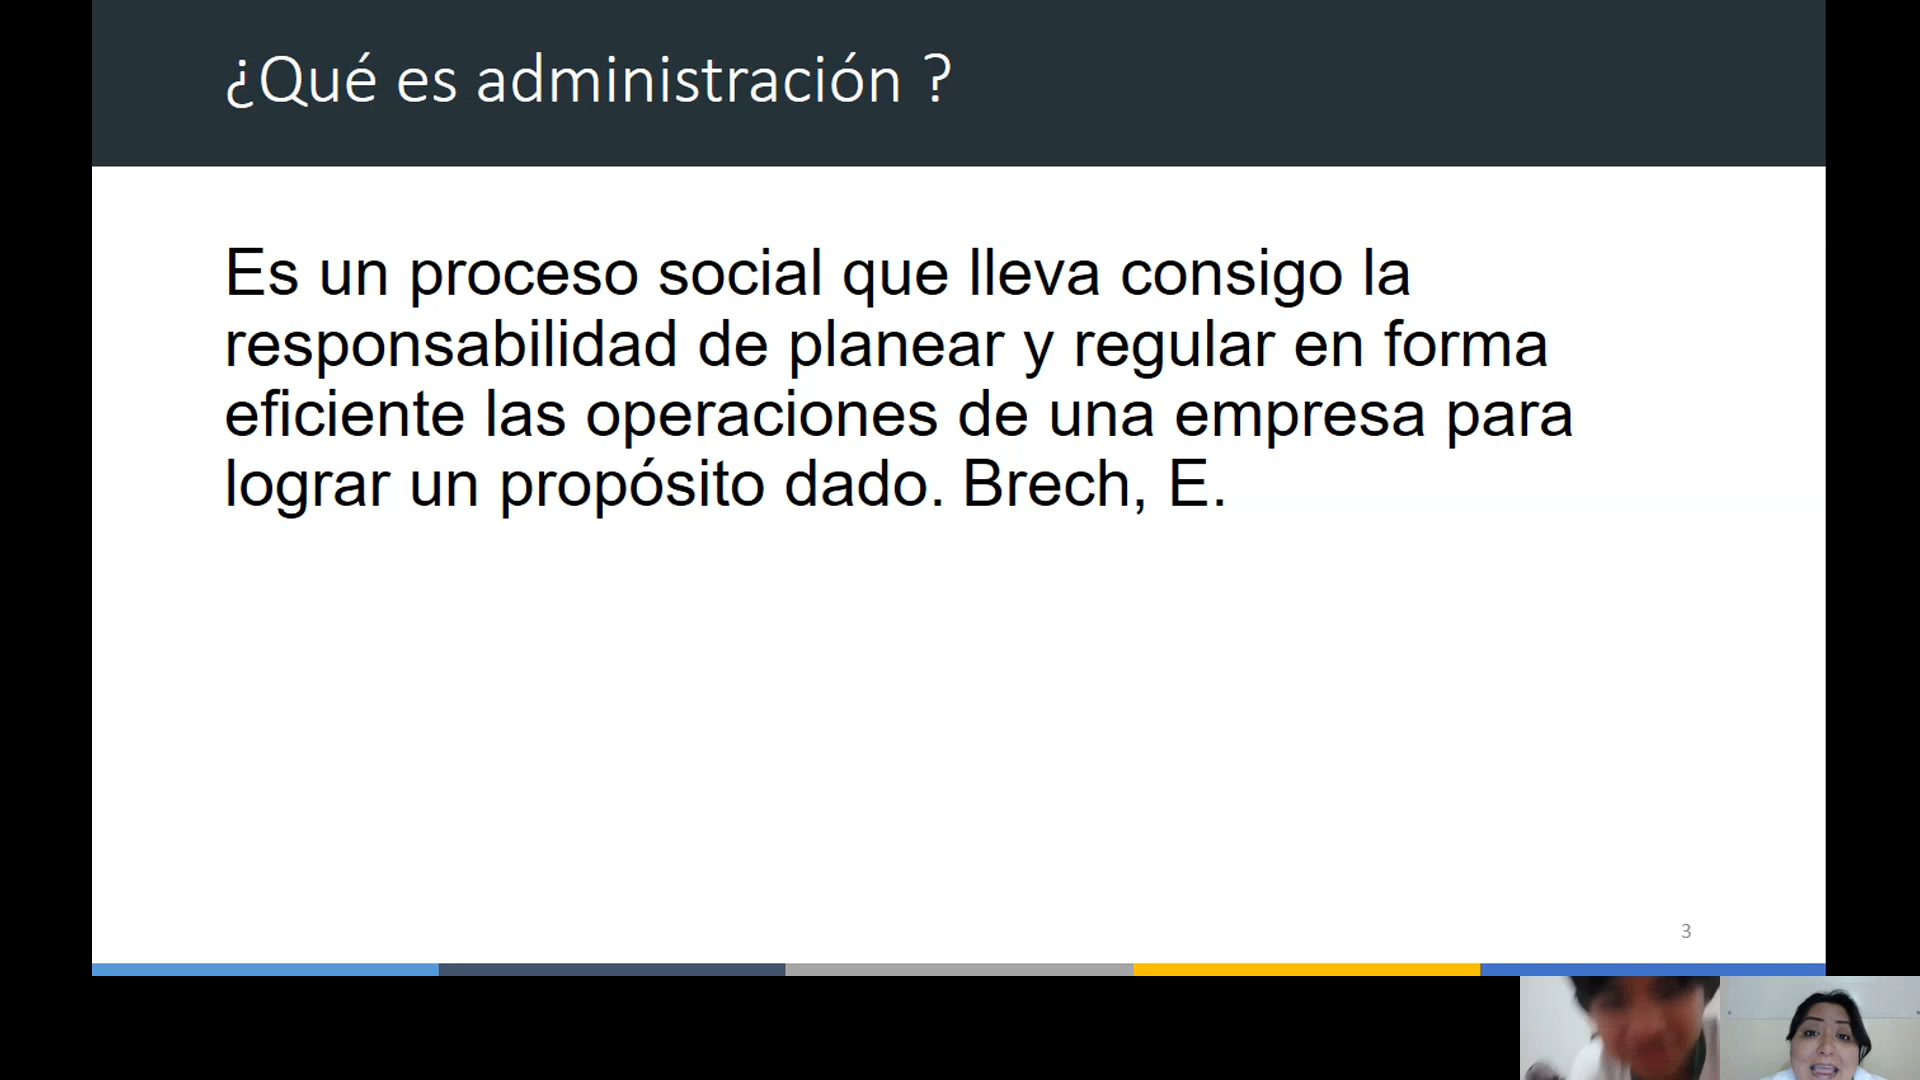 ¿Qué es administración ?
Es un proceso social que lleva consigo la
responsabilidad de planear y regular en forma
eficiente las operaciones de una empresa para
lograr un propósito dado. Brech, E.
3